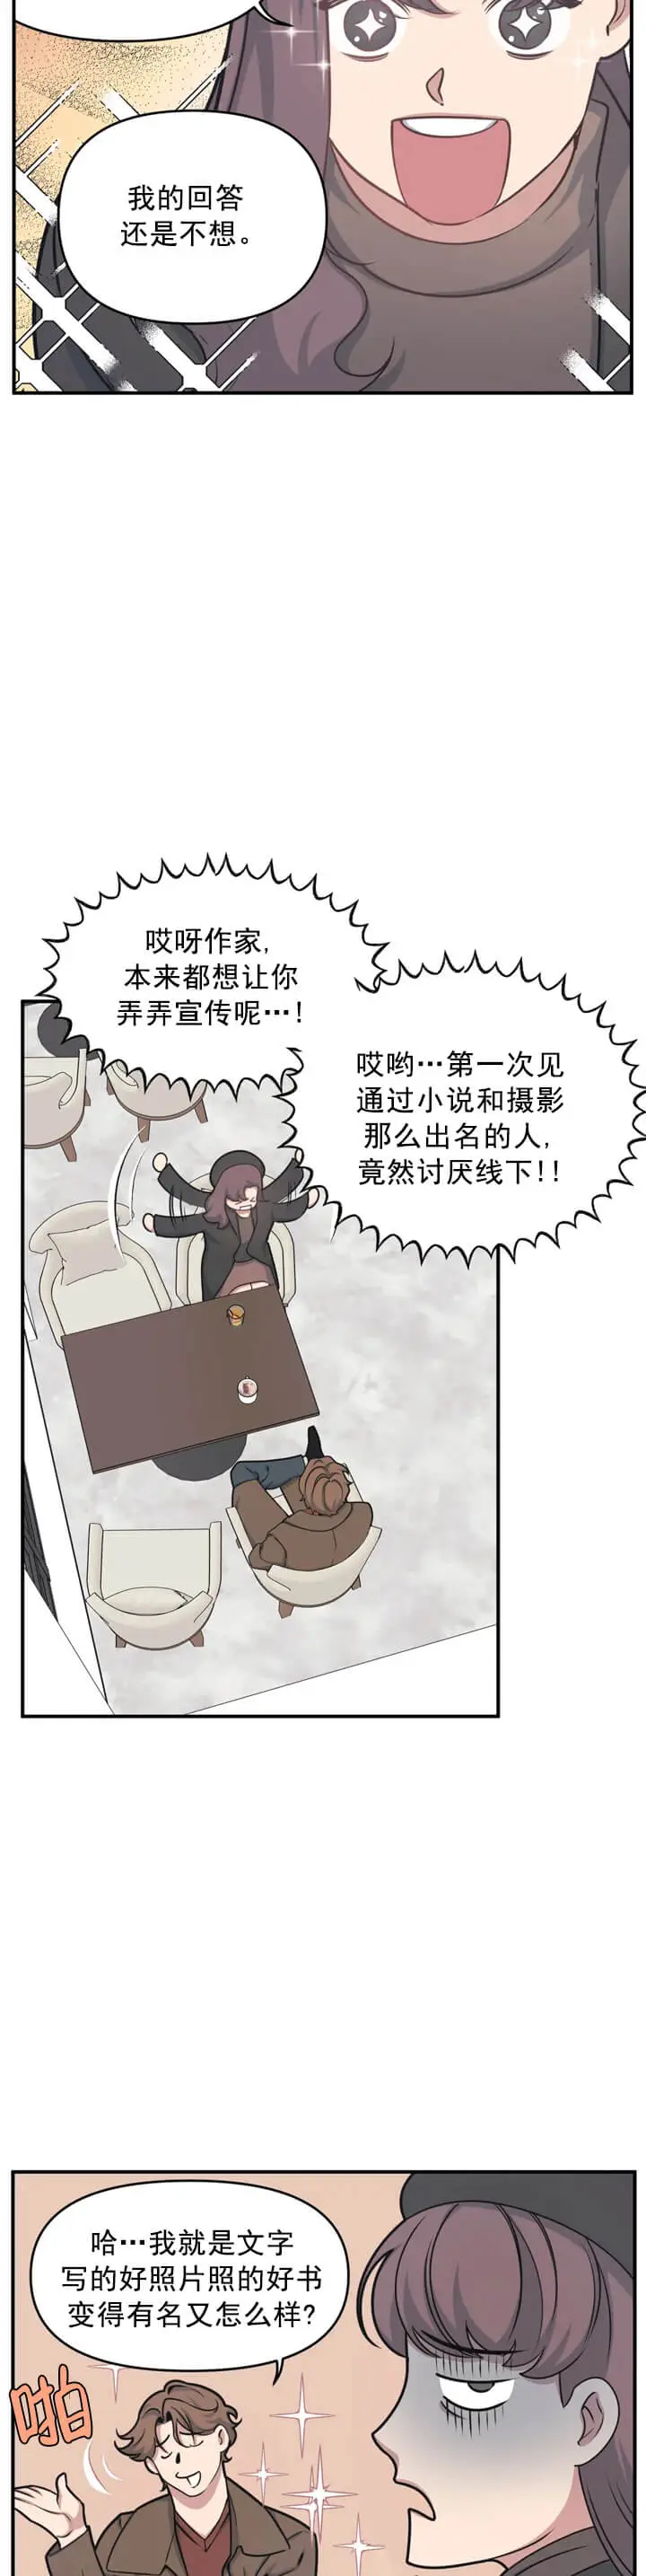 我的回答
还是不想。
哎呀作家,
本来都想让你
弄弄宣传呢…!
哎哟…第一次见
通过小说和摄影
那么出名的人,
竟然讨厌线下!!
哈…我就是文字
写的好照片照的好书
变得有名又怎么样?
啪